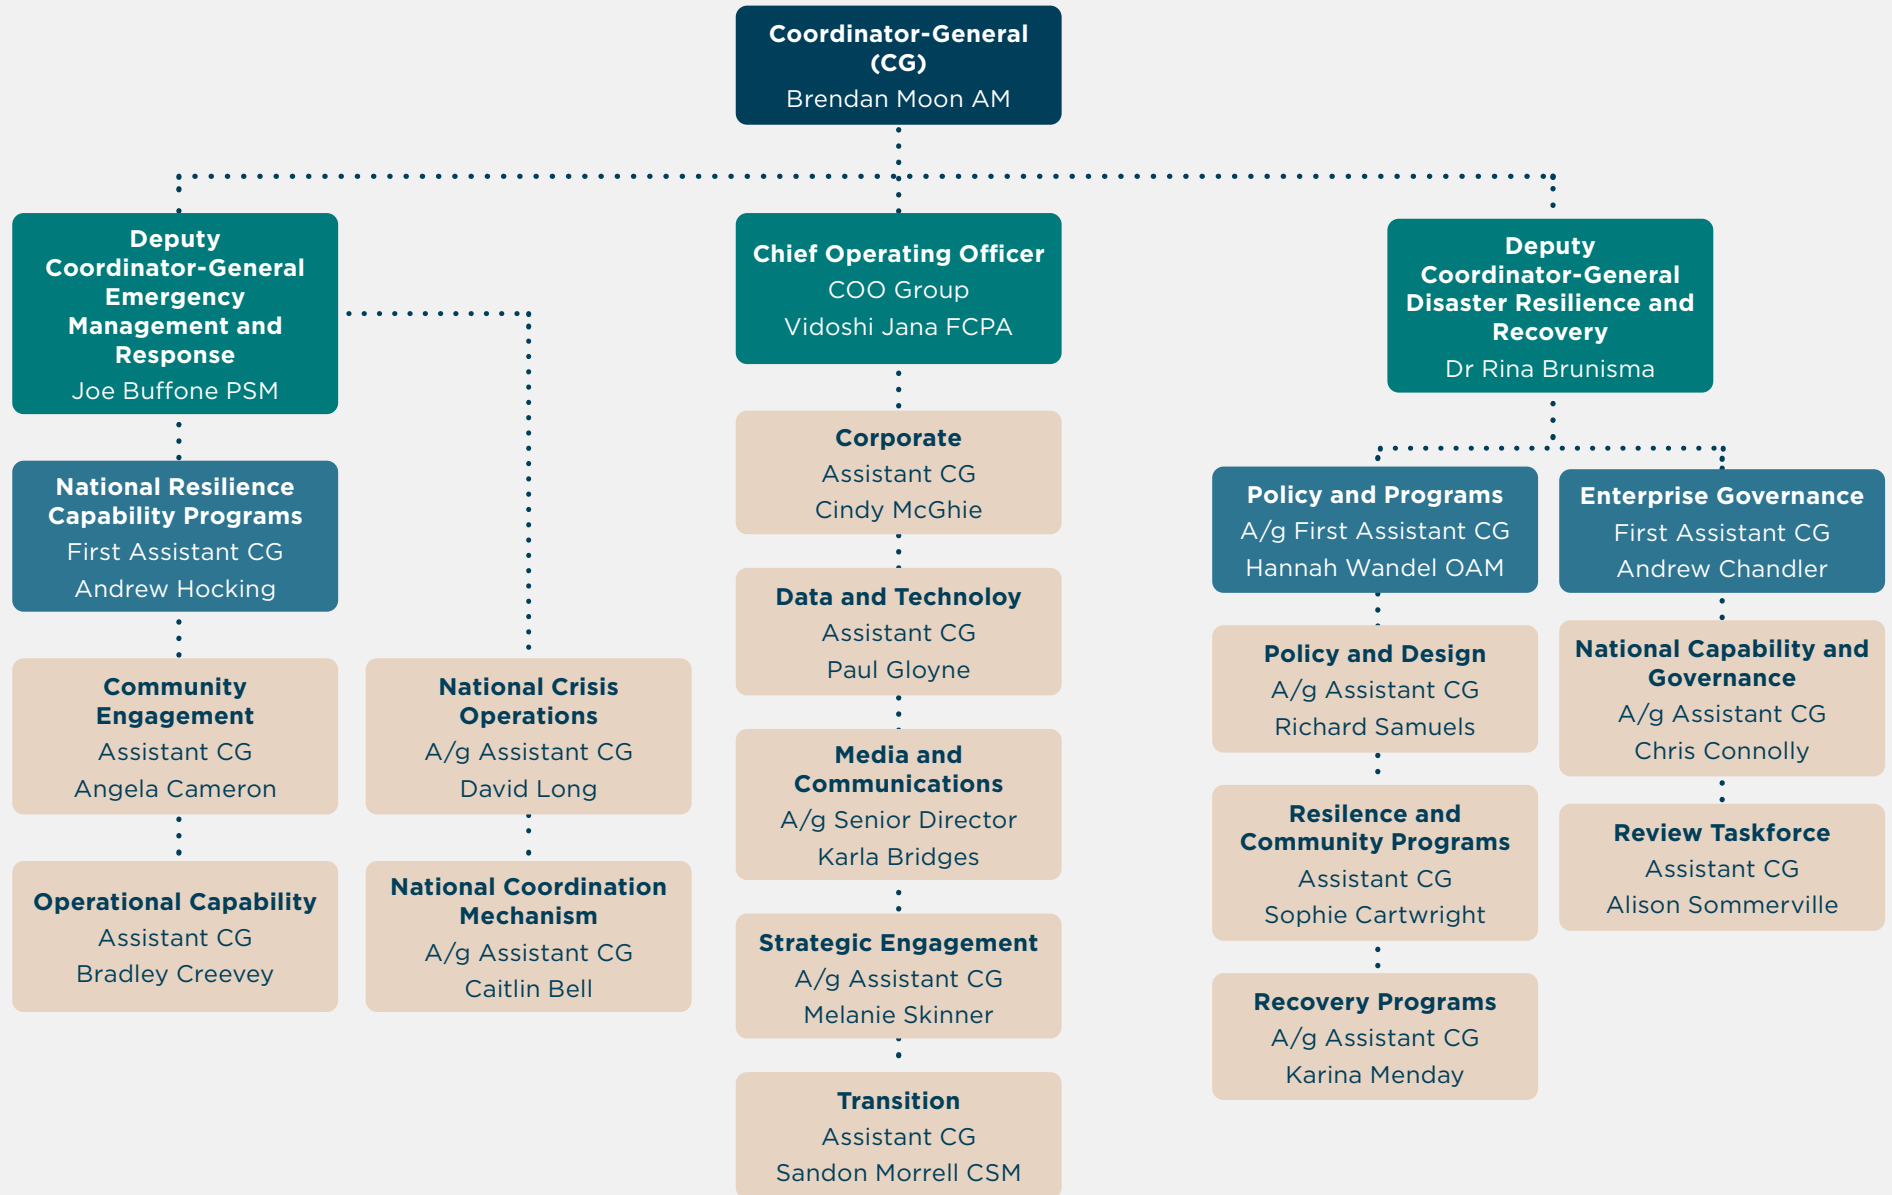 Coordinator-General
(CG)
Brendan Moon AM
Deputy
Coordinator-General
Emergency
Management and
Response
Joe Buffone PSM
National Resilience
Capability Programs
First Assistant CG
Andrew Hocking
Community
Engagement
Assistant CG
Angela Cameron
Operational Capability
Assistant CG
Bradley Creevey
National Crisis
Operations
A/g Assistant CG
David Long
National Coordination
Mechanism
A/g Assistant CG
Caitlin Bell
Chief Operating Officer
COO Group
Vidoshi Jana FCPA
Corporate
Assistant CG
Cindy McGhie
Data and Technoloy
Assistant CG
Paul Gloyne
Media and
Communications
A/g Senior Director
Karla Bridges
Strategic Engagement
A/g Assistant CG
Melanie Skinner
Transition
Assistant CG
Sandon Morrell CSM
Deputy
Coordinator-General
Disaster Resilience and
Recovery
Dr Rina Brunisma
Policy and Programs
A/g First Assistant CG
Hannah Wandel OAM
Policy and Design
A/g Assistant CG
Richard Samuels
Resilence and
Community Programs
Assistant CG
Sophie Cartwright
Recovery Programs
A/g Assistant CG
Karina Menday
Enterprise Governance
First Assistant CG
Andrew Chandler
National Capability and
Governance
A/g Assistant CG
Chris Connolly
Review Taskforce
Assistant CG
Alison Sommerville